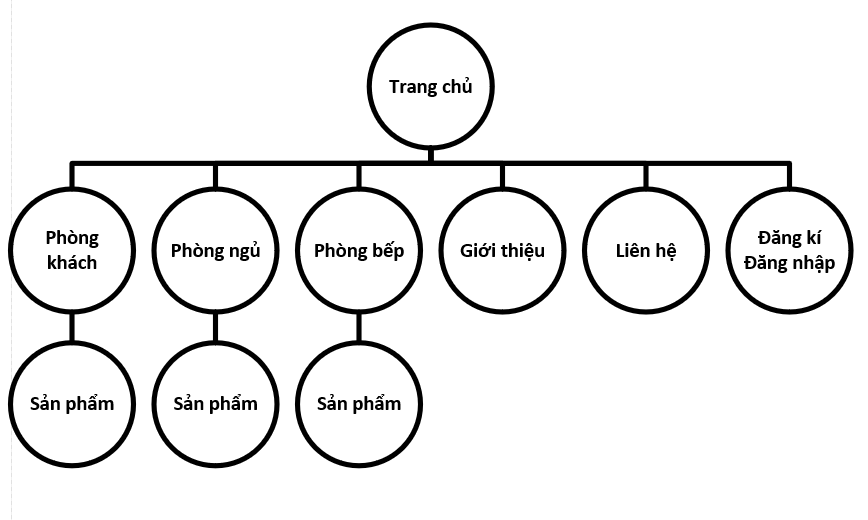 Trang chủ
Phòng
khách
Phòng ngủ
Phòng bếp
Giới thiệu
Liên hệ
Đăng kí
Đăng nhập
Sản phẩm
Sản phẩm
Sản phẩm